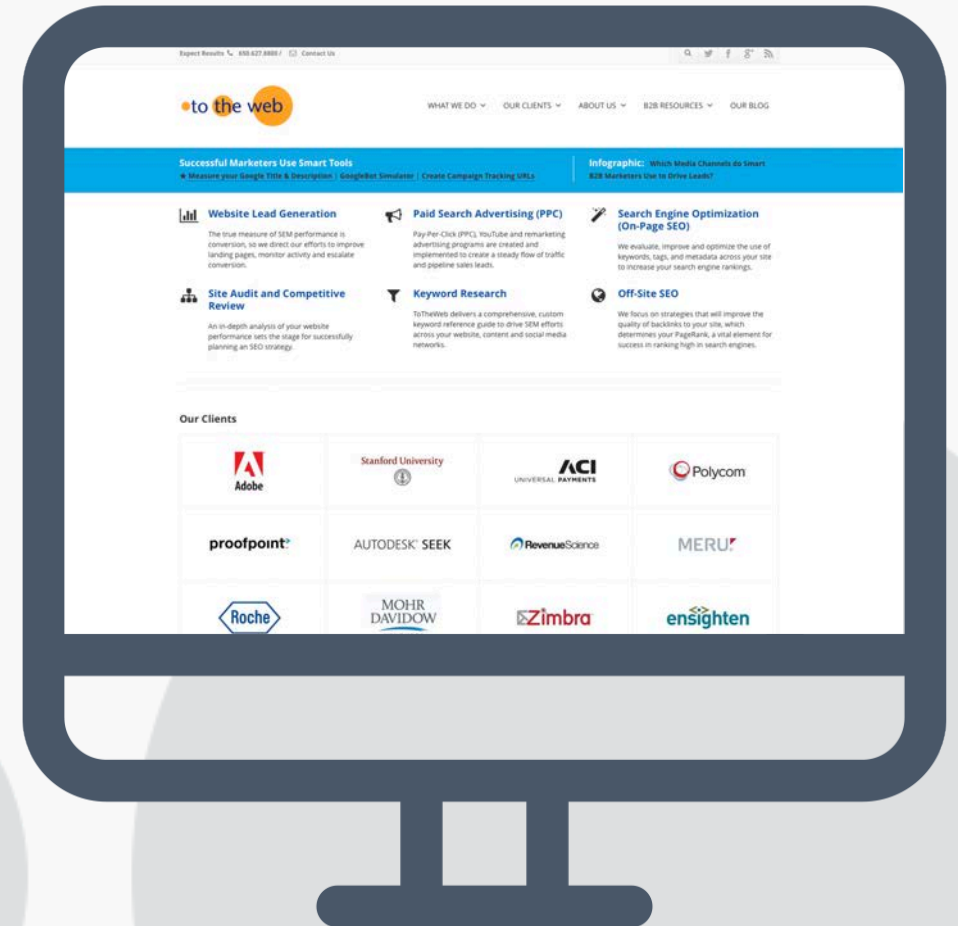 Expect Results 650.627.8800 / Contact Us
to the web
WHAT WE DO OUR CLIENTS ABOUT US B2B RESOURCES OUR BLOG
Successful Marketers Use Smart Tools
★ Measure your Google Title & Description | GoogleBot Simulator | Create Campaign Tracking URLs
Infographic: Which Media Channels do Smart
B2B Marketers Use to Drive Leads?
Website Lead Generation
The true measure of SEM performance is
conversion, so we direct our efforts to improve
landing pages, monitor activity and escalate
conversion.
Paid Search Advertising (PPC)
Pay-Per-Click (PPC), YouTube and remarketing
advertising programs are created and
implemented to create a steady flow of traffic
and pipeline sales leads.
Search Engine Optimization
(On-Page SEO)
We evaluate, improve and optimize the use of
keywords, tags, and metadata across your site
to increase your search engine rankings.
Site Audit and Competitive
Review
An in-depth analysis of your website
performance sets the stage for successfully
planning an SEO strategy.
Keyword Research
ToTheWeb delivers a comprehensive, custom
keyword reference guide to drive SEM efforts
across your website, content and social media
networks.
Off-Site SEO
We focus on strategies that will improve the
quality of backlinks to your site, which
determines your PageRank, a vital element for
success in ranking high in search engines.
Our Clients
Adobe
Stanford University
ACI
UNIVERSAL PAYMENTS
Polycom
proofpoint
AUTODESK® SEEK
RevenueScience
MERU
Roche
MOHR
DAVIDOW
Zimbra
ensighten